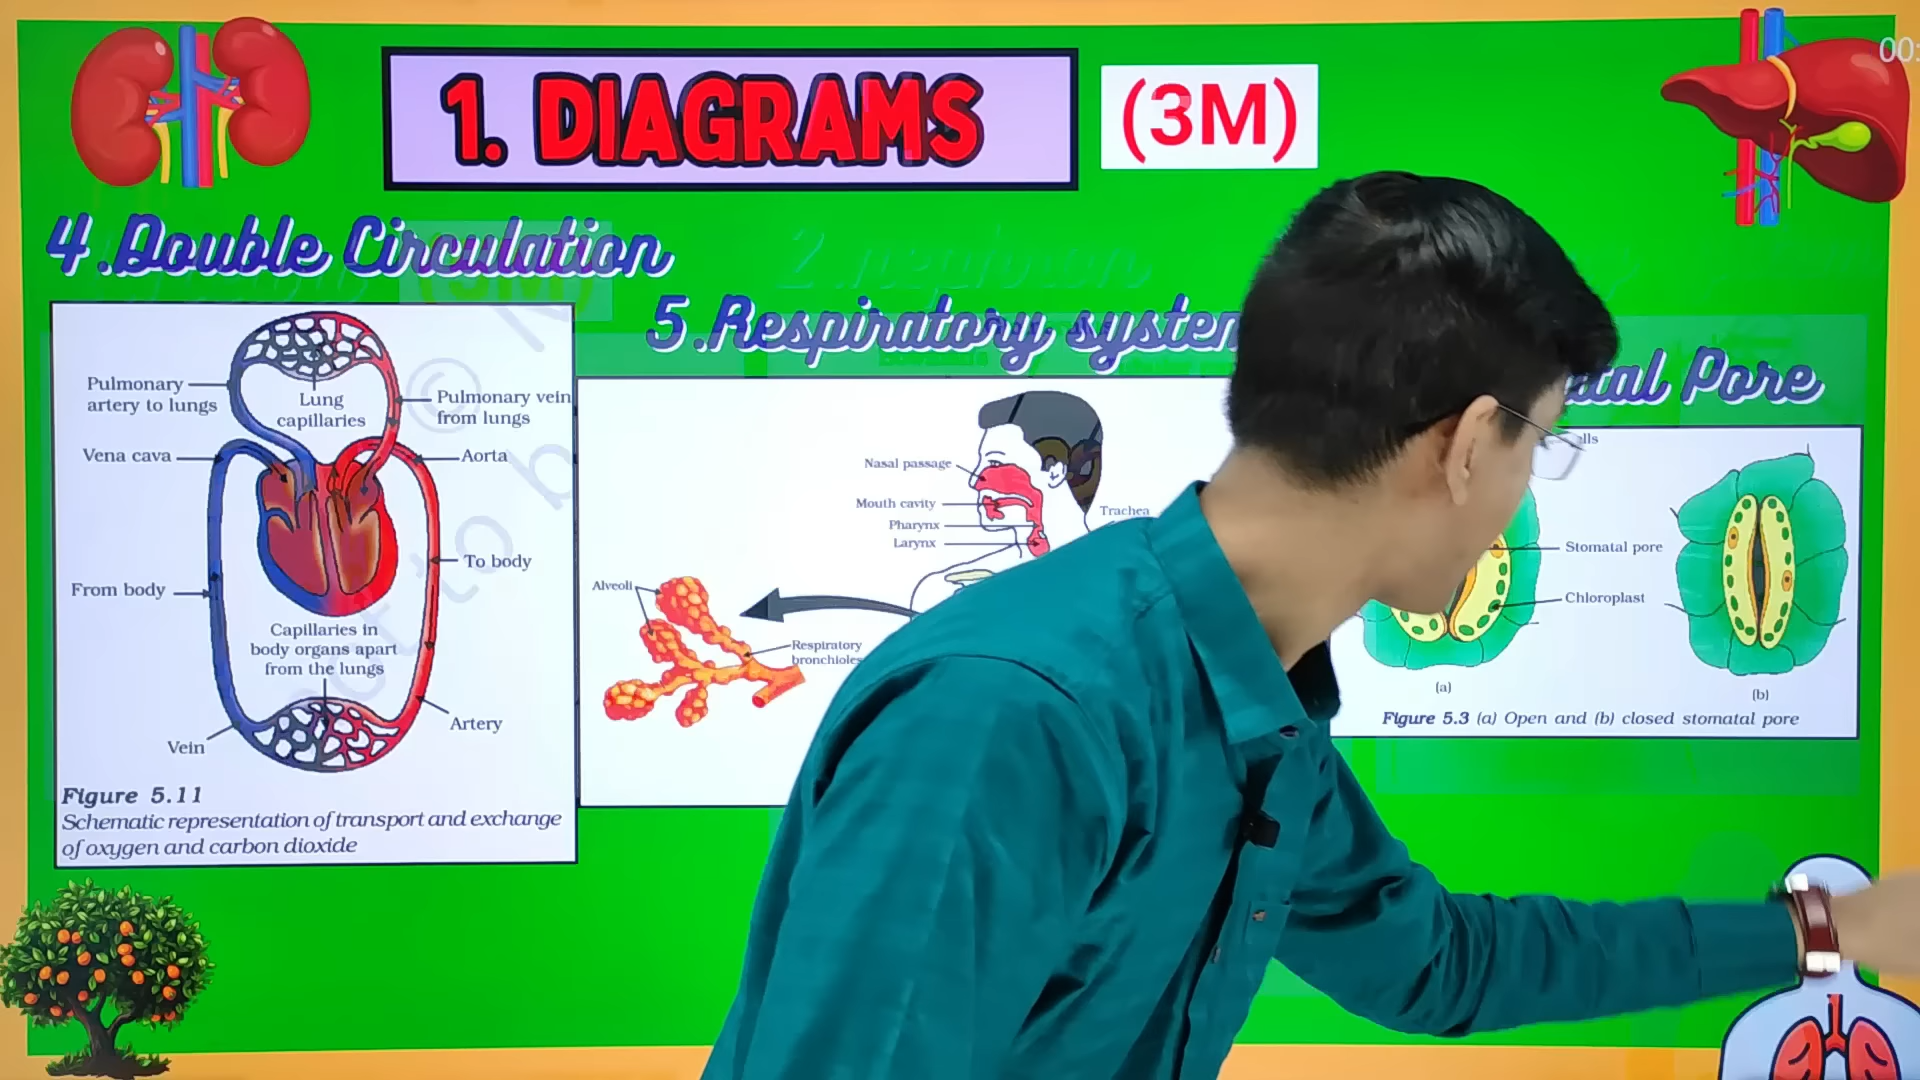 1. DIAGRAMS
(3M)
00:
4.Double Circulation
5.Respiratory system
Pore
Pulmonary
artery to lungs
Lung
capillaries
Pulmonary vein
from lungs
Vena cava
Aorta
From body
To body
Capillaries in
body organs apart
from the lungs
Artery
Vein
Figure 5.11
Schematic representation of transport and exchange
of oxygen and carbon dioxide
Nasal passage
Mouth cavity
Pharynx
Larynx
Trachea
Alveoli
Respiratory
bronchioles
Stomatal pore
Chloroplast
(a)
(b)
Figure 5.3 (a) Open and (b) closed stomatal pore